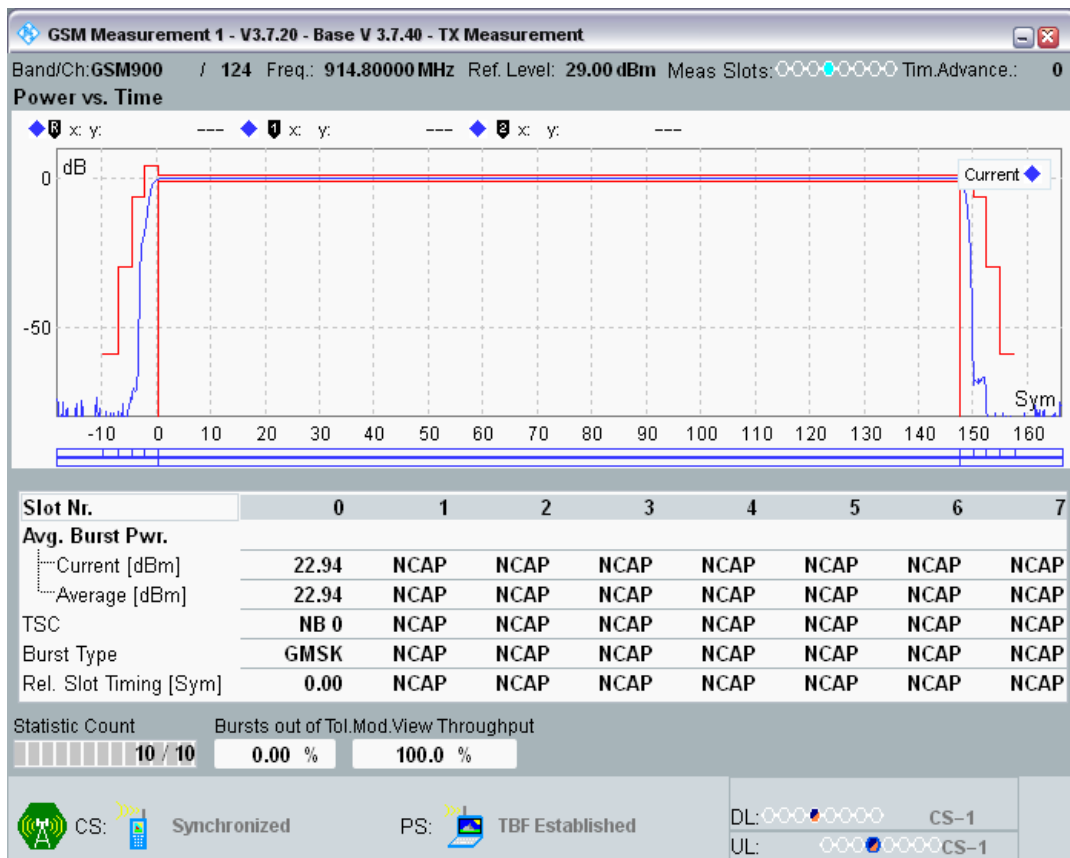 GSM Measurement 1 - V3.7.20 - Base V 3.7.40 - TX Measurement
Band/Ch:GSM900 / 124 Freq.: 914.80000 MHz Ref. Level: 29.00 dBm Meas Slots: Tim.Advance.: 0
Power vs. Time
R x: y: --- 1 x: y: --- 2 x: y: ---
dB
Current
0
-50
Sym
-10 0 10 20 30 40 50 60 70 80 90 100 110 120 130 140 150 160
Slot Nr. 0 1 2 3 4 5 6 7
Avg. Burst Pwr.
Current [dBm] 22.94 NCAP NCAP NCAP NCAP NCAP NCAP NCAP
Average [dBm] 22.94 NCAP NCAP NCAP NCAP NCAP NCAP NCAP
TSC NB 0 NCAP NCAP NCAP NCAP NCAP NCAP NCAP
Burst Type GMSK NCAP NCAP NCAP NCAP NCAP NCAP NCAP
Rel. Slot Timing [Sym] 0.00 NCAP NCAP NCAP NCAP NCAP NCAP NCAP
Statistic Count Bursts out of Tol.Mod.View Throughput
10 / 10 0.00 % 100.0 %
CS: Synchronized PS: TBF Established DL: CS-1
UL: CS-1